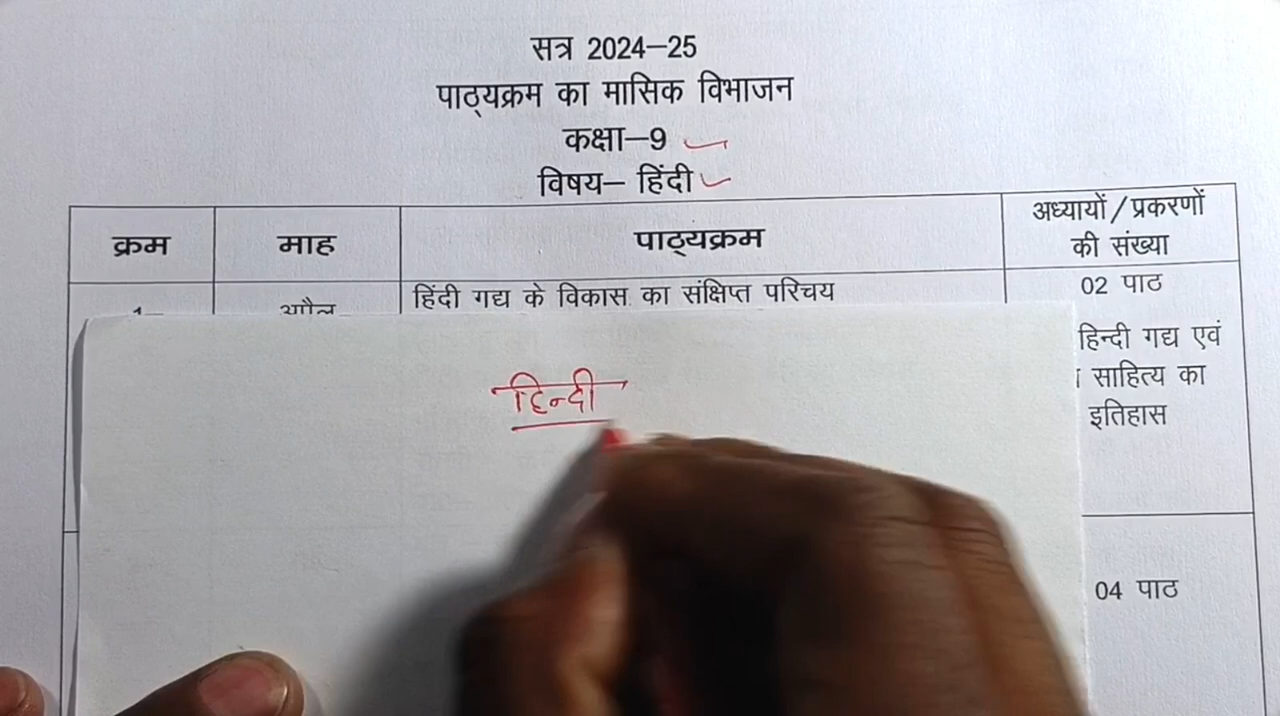 सत्र 2024–25
पाठ्यक्रम का मासिक विभाजन
कक्षा–9
विषय– हिंदी
क्रम माह पाठ्यक्रम अध्यायों/प्रकरणों की संख्या
हिंदी गद्य के विकास का संक्षिप्त परिचय 02 पाठ
हिन्दी गद्य एवं
साहित्य का
इतिहास
04 पाठ
हिन्दी